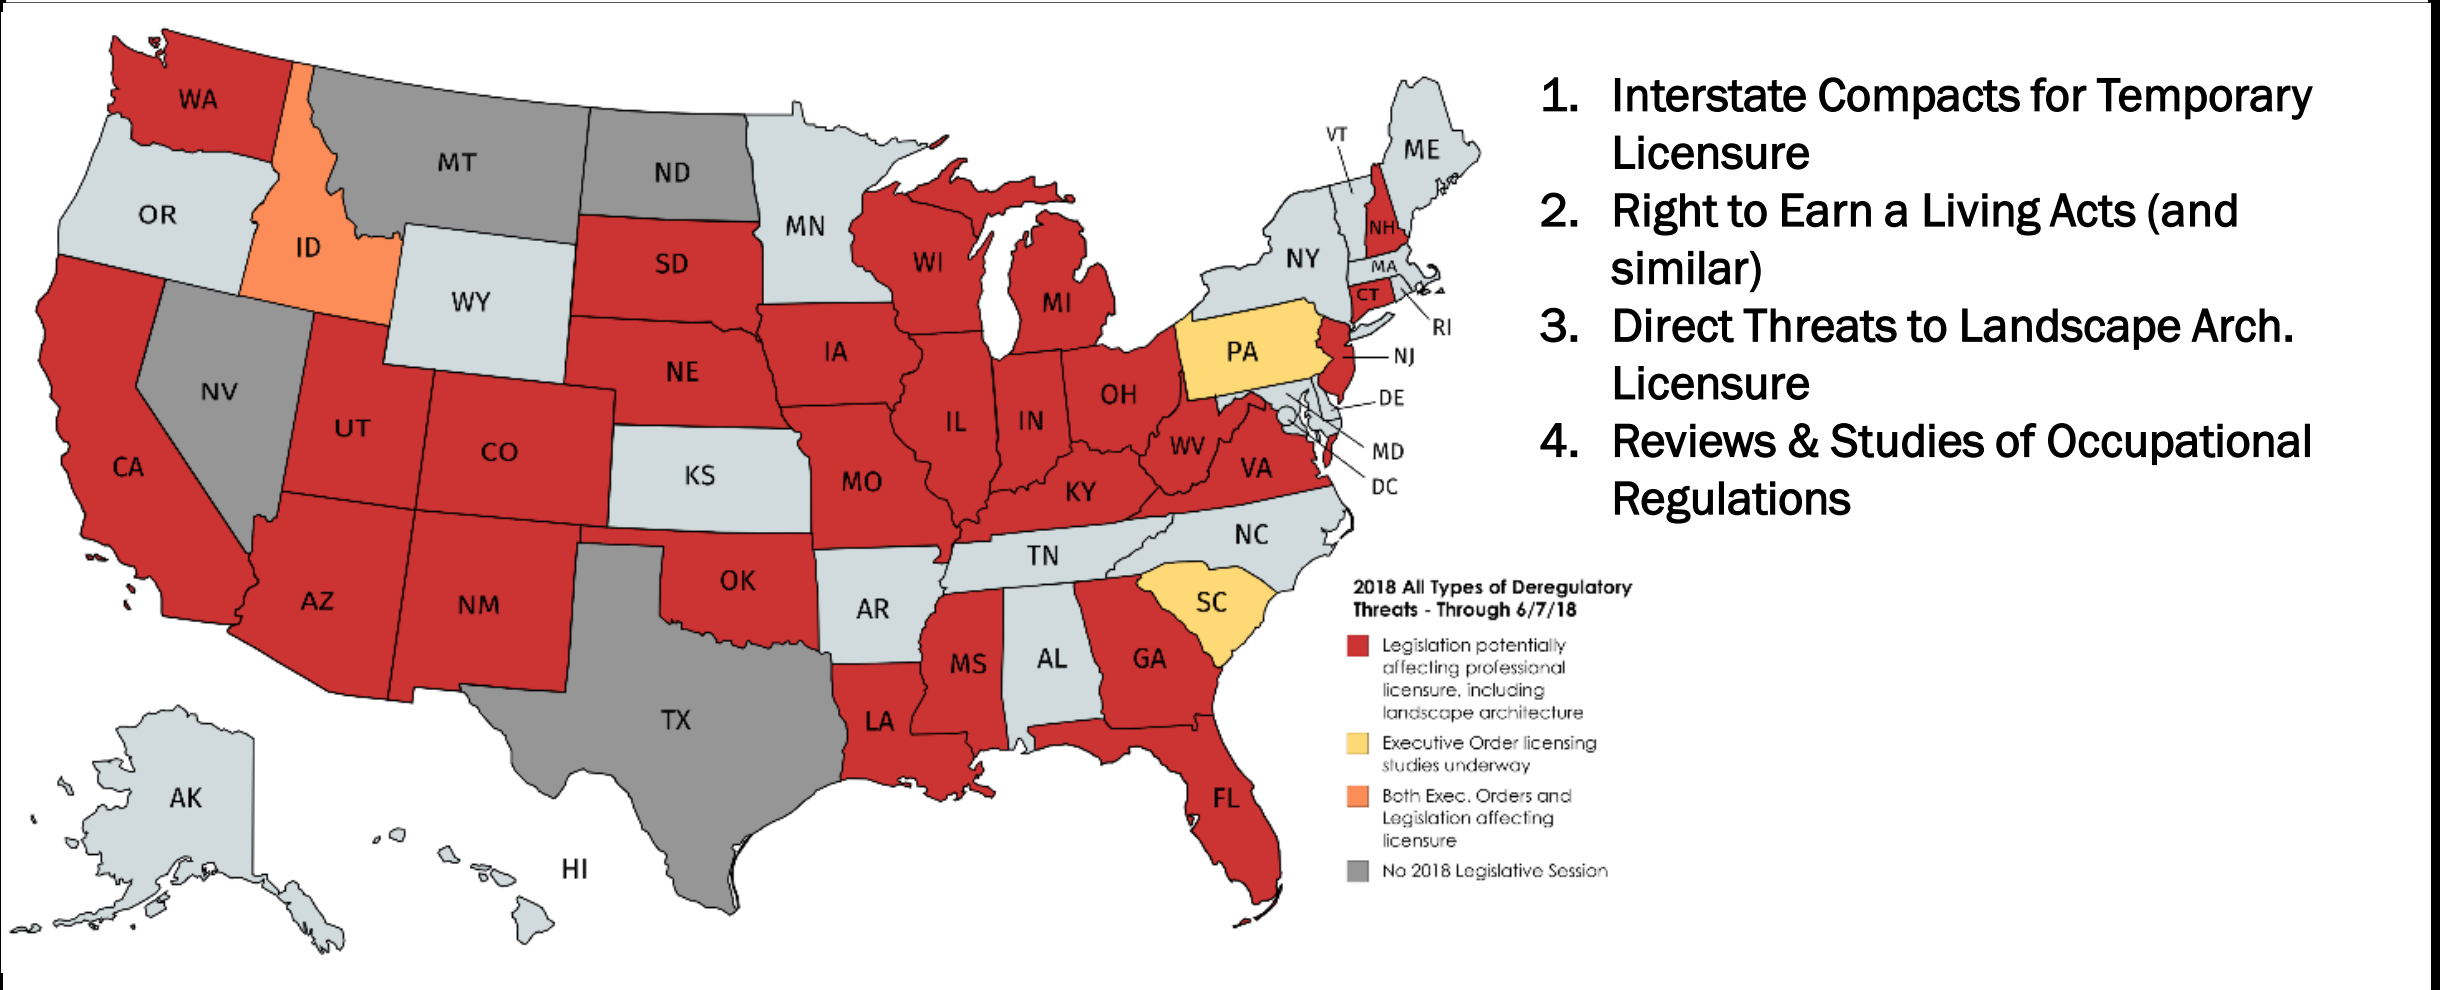 WA
MT
ND
MN
OR
ID
SD
WI
MI
VT
ME
NH
NY
MA
CT
RI
WY
IA
NE
PA
NJ
NV
UT
CO
IL
IN
OH
DE
CA
KS
MO
KY
WV
VA
MD
DC
AZ
NM
OK
AR
TN
NC
SC
MS
AL
GA
TX
LA
FL
AK
HI
1. Interstate Compacts for Temporary
Licensure
2. Right to Earn a Living Acts (and
similar)
3. Direct Threats to Landscape Arch.
Licensure
4. Reviews & Studies of Occupational
Regulations
2018 All Types of Deregulatory
Threats - Through 6/7/18
Legislation potentially
affecting professional
licensure, including
landscape architecture
Executive Order licensing
studies underway
Both Exec. Orders and
Legislation affecting
licensure
No 2018 Legislative Session